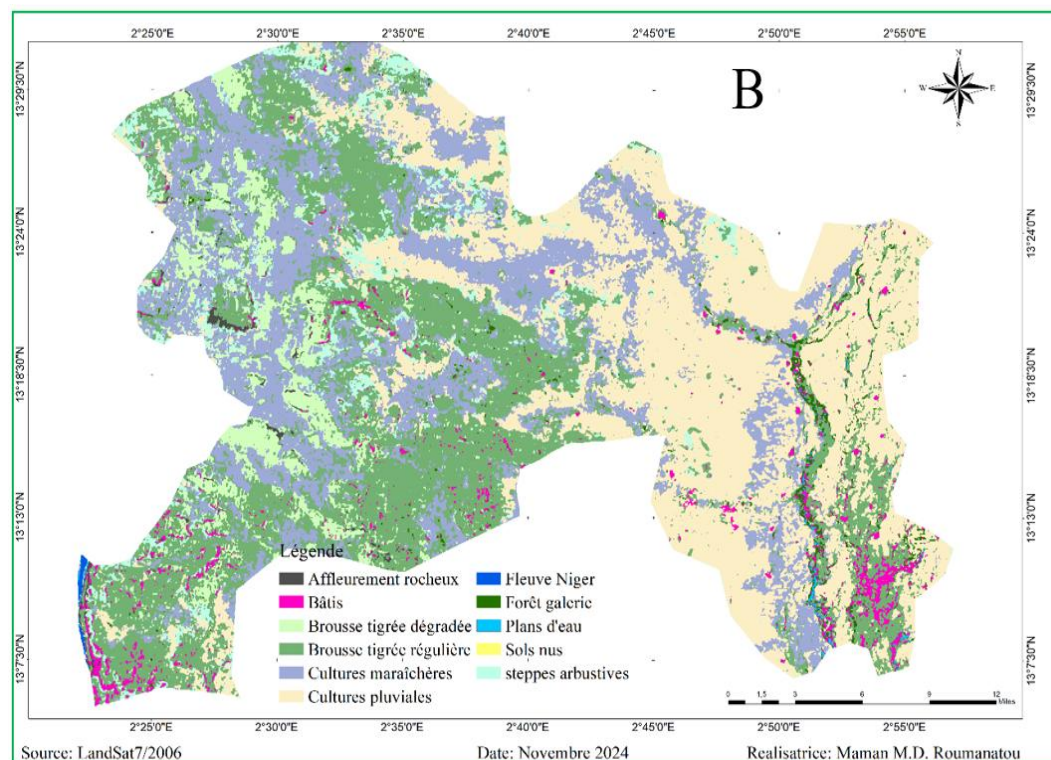 2°25'0"E 2°30'0"E 2°35'0"E 2°40'0"E 2°45'0"E 2°50'0"E 2°55'0"E
B
N
W E
S
13°29'30"N 13°29'30"N
13°24'0"N 13°24'0"N
13°18'30"N 13°18'30"N
13°13'0"N 13°13'0"N
13°7'30"N 13°7'30"N
Légende
Affleurement rocheux
Bâtis
Brousse tigrée dégradée
Brousse tigrée régulière
Cultures maraîchères
Cultures pluviales
Fleuve Niger
Forêt galerie
Plans d'eau
Sols nus
steppes arbustives
0 1,5 3 6 9 12
Miles
2°25'0"E 2°30'0"E 2°35'0"E 2°40'0"E 2°45'0"E 2°50'0"E 2°55'0"E
Source: LandSat7/2006 Date: Novembre 2024 Realisatrice: Maman M.D. Roumanatou